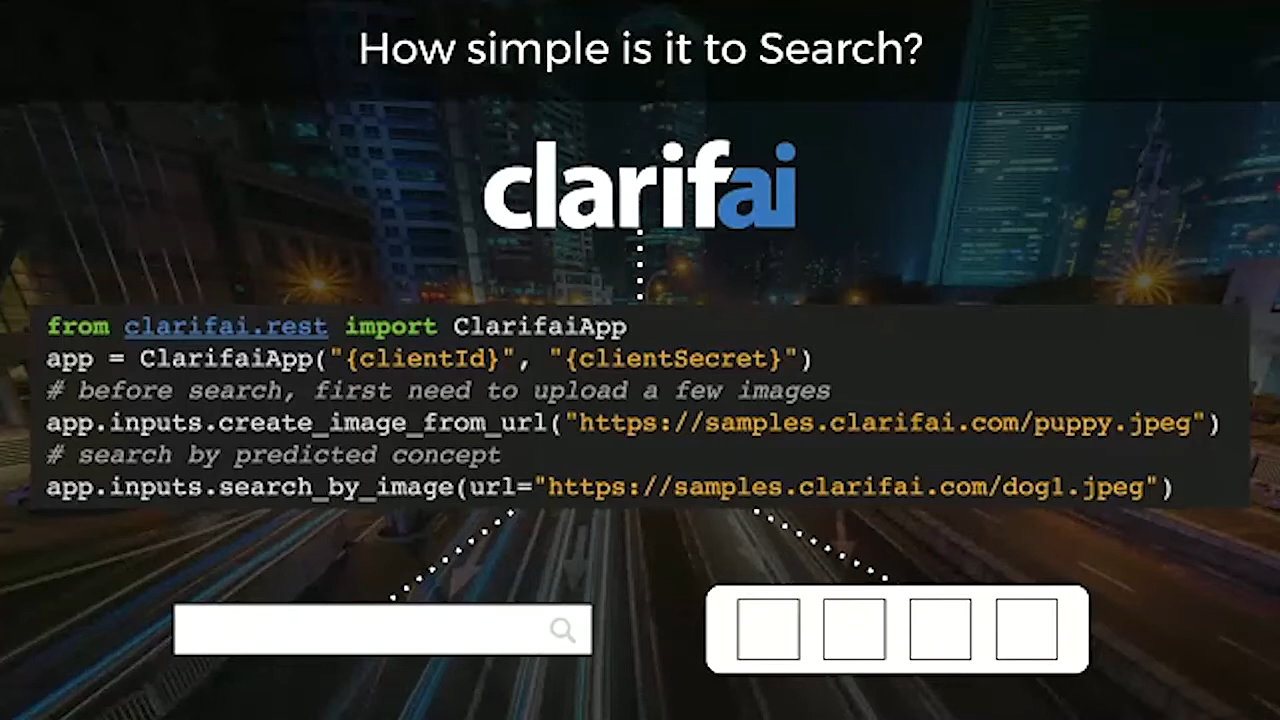 How simple is it to Search?
clarifai
from clarifai.rest import ClarifaiApp
app = ClarifaiApp("{clientId}", "{clientSecret}")
# before search, first need to upload a few images
app.inputs.create_image_from_url("https://samples.clarifai.com/puppy.jpeg")
# search by predicted concept
app.inputs.search_by_image(url="https://samples.clarifai.com/dog1.jpeg")